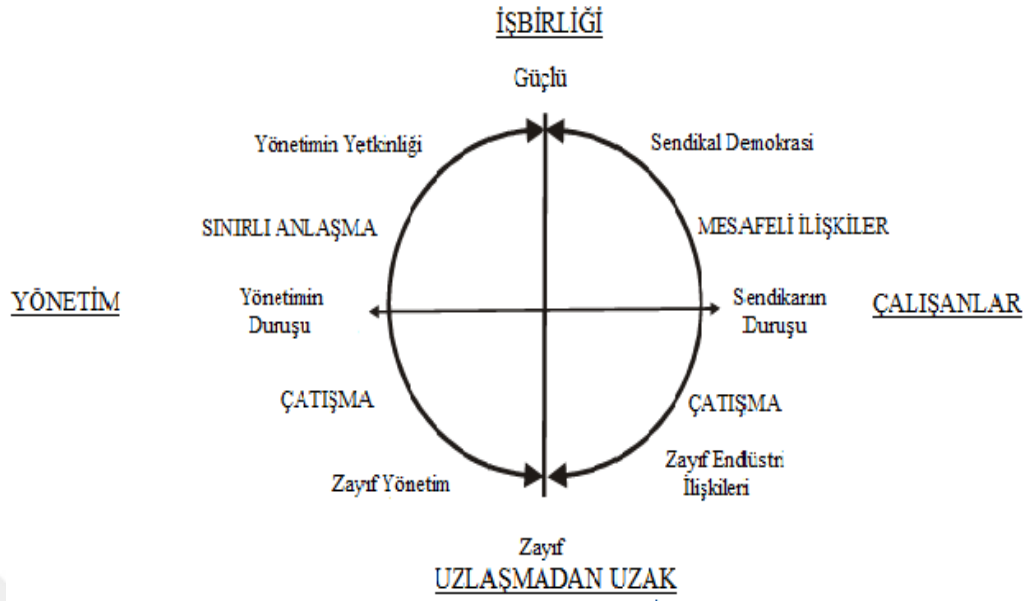 İŞBİRLİĞİ
Güçlü
Yönetimin Yetkinliği
Sendikal Demokrasi
SINIRLI ANLAŞMA
MESAFELİ İLİŞKİLER
YÖNETİM
Yönetimin
Duruşu
Sendikanın
Duruşu
ÇALIŞANLAR
ÇATIŞMA
ÇATIŞMA
Zayıf Yönetim
Zayıf Endüstri
İlişkileri
Zayıf
UZLAŞMADAN UZAK